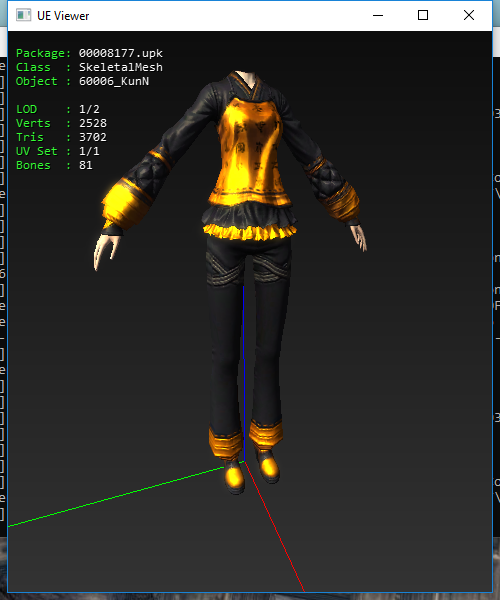 UE Viewer
Package: 00008177.upk
Class  : SkeletalMesh
Object : 60006_KunN
LOD    : 1/2
Verts  : 2528
Tris   : 3702
UV Set : 1/1
Bones  : 81